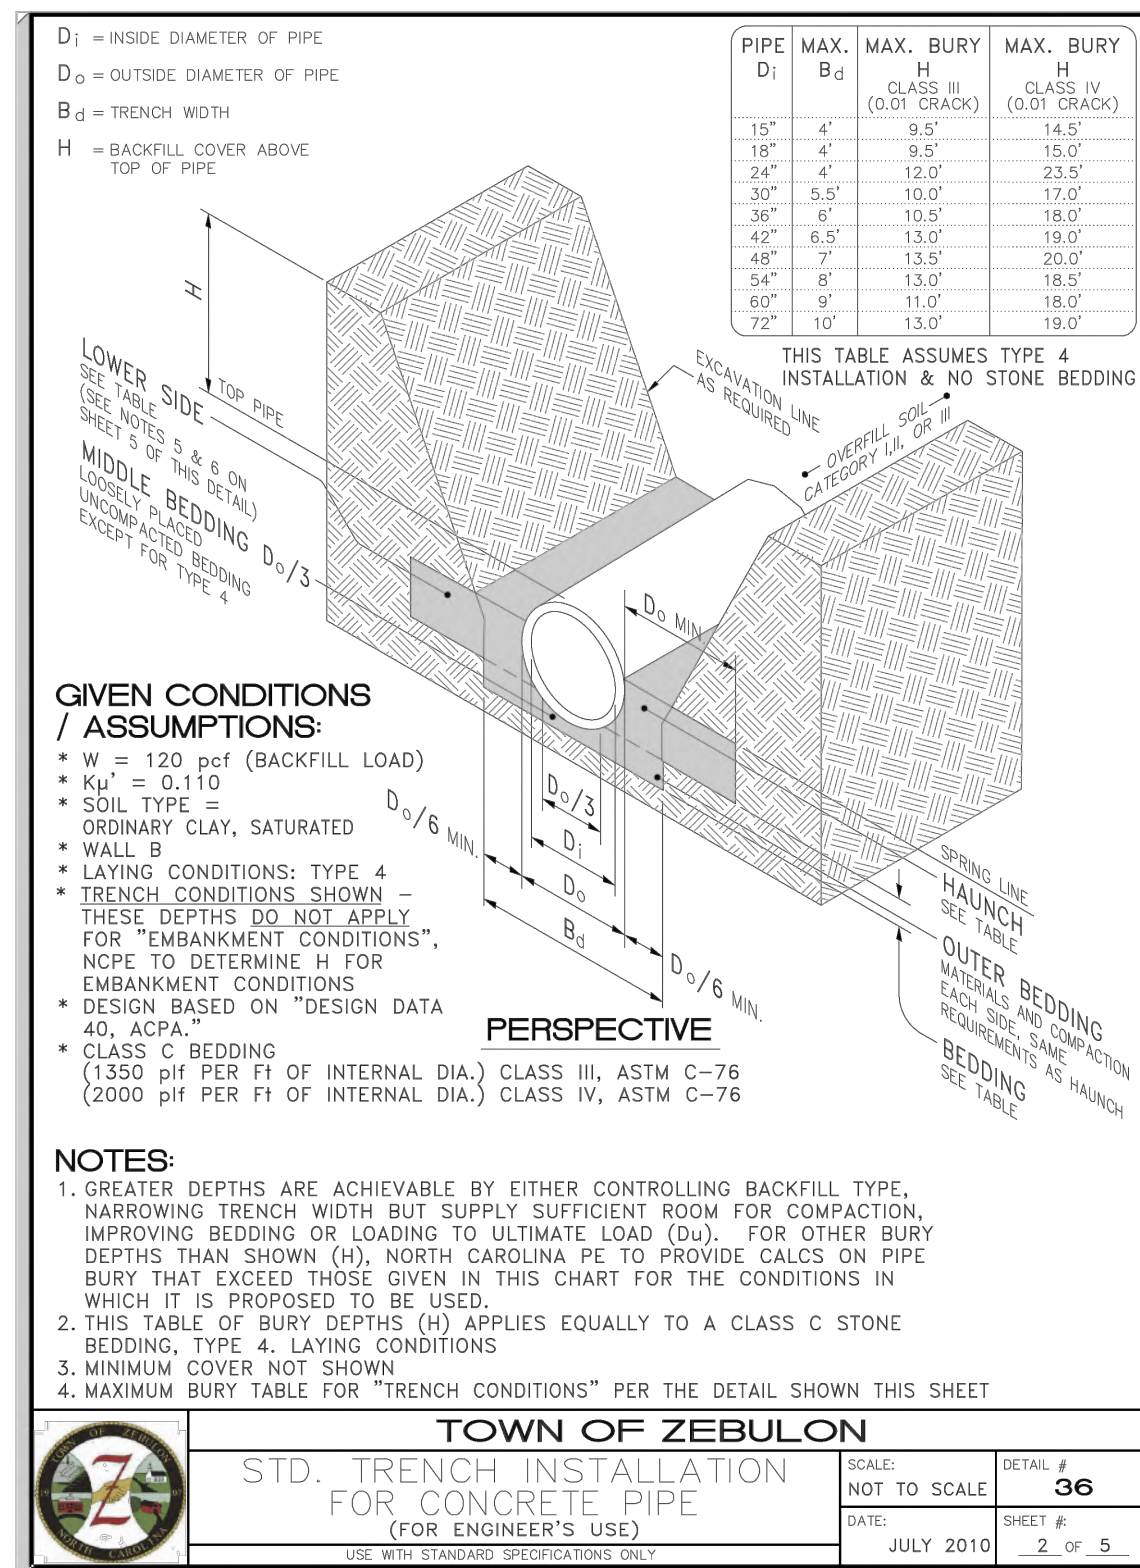 Di = INSIDE DIAMETER OF PIPE
Do = OUTSIDE DIAMETER OF PIPE
Bd = TRENCH WIDTH
H = BACKFILL COVER ABOVE
TOP OF PIPE
PIPE MAX. MAX. BURY MAX. BURY
Di Bd H H
CLASS III CLASS IV
(0.01 CRACK) (0.01 CRACK)
15" 4' 9.5' 14.5'
18" 4' 9.5' 15.0'
24" 4' 12.0' 23.5'
30" 5.5' 10.0' 17.0'
36" 6' 10.5' 18.0'
42" 6.5' 13.0' 19.0'
48" 7' 13.5' 20.0'
54" 8' 13.0' 18.5'
60" 9' 11.0' 18.0'
72" 10' 13.0' 19.0'
THIS TABLE ASSUMES TYPE 4
INSTALLATION & NO STONE BEDDING
H
TOP PIPE
LOWER SIDE
SEE TABLE
(SEE NOTES 5 & 6 ON
SHEET 5 OF THIS DETAIL)
MIDDLE BEDDING Do/3
LOOSELY PLACED
UNCOMPACTED BEDDING
EXCEPT FOR TYPE 4
EXCAVATION LINE
AS REQUIRED
OVERFILL SOIL
CATEGORY I,II, OR III
Do MIN.
Do/6 MIN.
Do/3
Di
Do
Bd
Do/6 MIN.
SPRING LINE
HAUNCH
SEE TABLE
OUTER BEDDING
MATERIALS AND COMPACTION
EACH SIDE, SAME
REQUIREMENTS AS HAUNCH
BEDDING
SEE TABLE
PERSPECTIVE
GIVEN CONDITIONS
/ ASSUMPTIONS:
* W = 120 pcf (BACKFILL LOAD)
* Kµ' = 0.110
* SOIL TYPE =
ORDINARY CLAY, SATURATED
* WALL B
* LAYING CONDITIONS: TYPE 4
* TRENCH CONDITIONS SHOWN –
THESE DEPTHS DO NOT APPLY
FOR "EMBANKMENT CONDITIONS",
NCPE TO DETERMINE H FOR
EMBANKMENT CONDITIONS
* DESIGN BASED ON "DESIGN DATA
40, ACPA."
* CLASS C BEDDING
(1350 plf PER Ft OF INTERNAL DIA.) CLASS III, ASTM C–76
(2000 plf PER Ft OF INTERNAL DIA.) CLASS IV, ASTM C–76
NOTES:
1. GREATER DEPTHS ARE ACHIEVABLE BY EITHER CONTROLLING BACKFILL TYPE,
NARROWING TRENCH WIDTH BUT SUPPLY SUFFICIENT ROOM FOR COMPACTION,
IMPROVING BEDDING OR LOADING TO ULTIMATE LOAD (Du). FOR OTHER BURY
DEPTHS THAN SHOWN (H), NORTH CAROLINA PE TO PROVIDE CALCS ON PIPE
BURY THAT EXCEED THOSE GIVEN IN THIS CHART FOR THE CONDITIONS IN
WHICH IT IS PROPOSED TO BE USED.
2. THIS TABLE OF BURY DEPTHS (H) APPLIES EQUALLY TO A CLASS C STONE
BEDDING, TYPE 4. LAYING CONDITIONS
3. MINIMUM COVER NOT SHOWN
4. MAXIMUM BURY TABLE FOR "TRENCH CONDITIONS" PER THE DETAIL SHOWN THIS SHEET
TOWN OF ZEBULON
Z
19 07
NORTH CAROLINA
TOWN OF ZEBULON
STD. TRENCH INSTALLATION
FOR CONCRETE PIPE
(FOR ENGINEER'S USE)
USE WITH STANDARD SPECIFICATIONS ONLY
SCALE:
NOT TO SCALE
DETAIL #
36
DATE:
JULY 2010
SHEET #:
2 OF 5